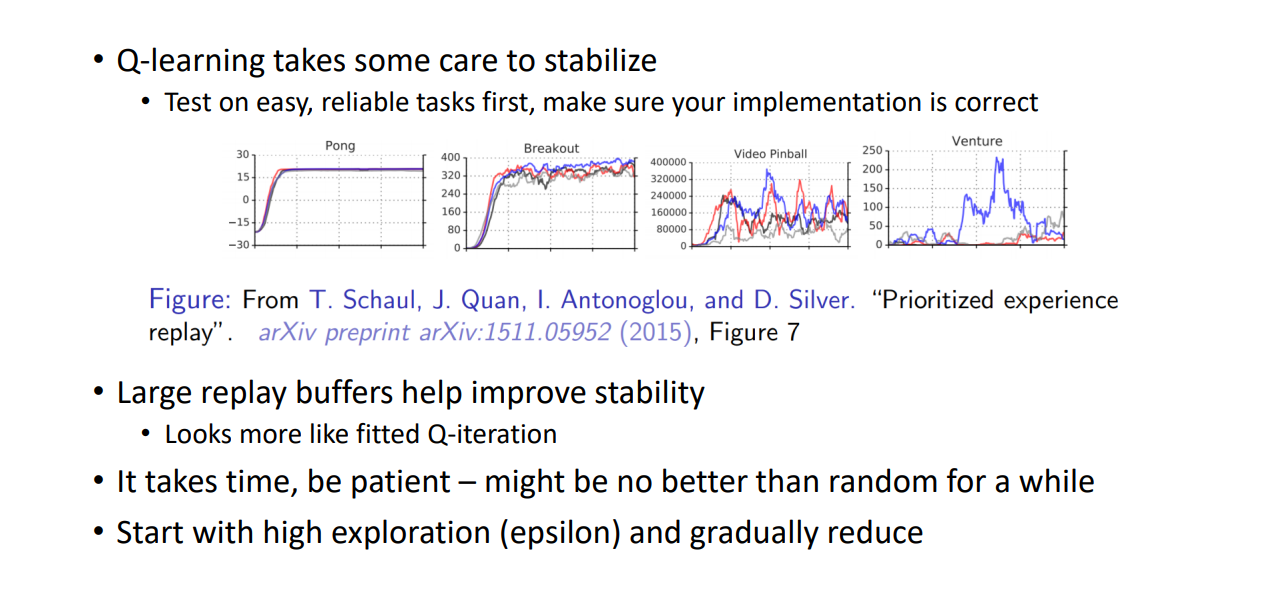 • Q-learning takes some care to stabilize
• Test on easy, reliable tasks first, make sure your implementation is correct
Pong
30
15
0
−15
−30
Breakout
400
320
240
160
80
0
Video Pinball
400000
320000
240000
160000
80000
0
Venture
250
200
150
100
50
0
Figure: From T. Schaul, J. Quan, I. Antonoglou, and D. Silver. “Prioritized experience
replay”. arXiv preprint arXiv:1511.05952 (2015), Figure 7
• Large replay buffers help improve stability
• Looks more like fitted Q-iteration
• It takes time, be patient – might be no better than random for a while
• Start with high exploration (epsilon) and gradually reduce